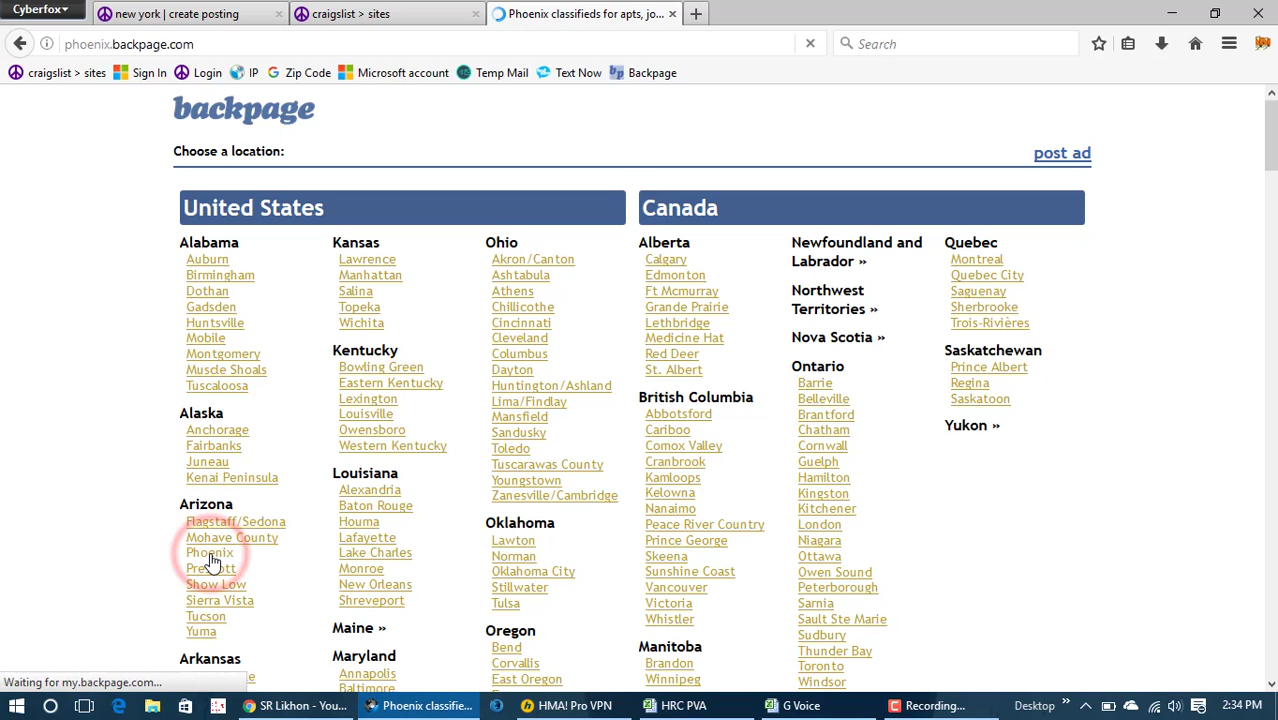 Cyberfox
new york | create posting
craigslist > sites
Phoenix classifieds for apts, jo...
phoenix.backpage.com
Search
craigslist > sites
Sign In
Login
IP
Zip Code
Microsoft account
Temp Mail
Text Now
Backpage
backpage
Choose a location:
post ad
United States
Alabama
Auburn
Birmingham
Dothan
Gadsden
Huntsville
Mobile
Montgomery
Muscle Shoals
Tuscaloosa
Alaska
Anchorage
Fairbanks
Juneau
Kenai Peninsula
Arizona
Flagstaff/Sedona
Mohave County
Phoenix
Show Low
Sierra Vista
Tucson
Yuma
Arkansas
Kansas
Lawrence
Manhattan
Salina
Topeka
Wichita
Kentucky
Bowling Green
Eastern Kentucky
Lexington
Louisville
Owensboro
Western Kentucky
Louisiana
Alexandria
Baton Rouge
Houma
Lafayette
Lake Charles
Monroe
New Orleans
Shreveport
Maine »
Maryland
Annapolis
Baltimore
Ohio
Akron/Canton
Ashtabula
Athens
Chillicothe
Cincinnati
Cleveland
Columbus
Dayton
Huntington/Ashland
Lima/Findlay
Mansfield
Sandusky
Toledo
Tuscarawas County
Youngstown
Zanesville/Cambridge
Oklahoma
Lawton
Norman
Oklahoma City
Stillwater
Tulsa
Oregon
Bend
Corvallis
East Oregon
Canada
Alberta
Calgary
Edmonton
Ft Mcmurray
Grande Prairie
Lethbridge
Medicine Hat
Red Deer
St. Albert
British Columbia
Abbotsford
Cariboo
Comox Valley
Cranbrook
Kamloops
Kelowna
Nanaimo
Peace River Country
Prince George
Skeena
Sunshine Coast
Vancouver
Victoria
Whistler
Manitoba
Brandon
Winnipeg
Newfoundland and
Labrador »
Northwest
Territories »
Nova Scotia »
Ontario
Barrie
Belleville
Brantford
Chatham
Cornwall
Guelph
Hamilton
Kingston
Kitchener
London
Niagara
Ottawa
Owen Sound
Peterborough
Sarnia
Sault Ste Marie
Sudbury
Thunder Bay
Toronto
Windsor
Quebec
Montreal
Quebec City
Saguenay
Sherbrooke
Trois-Rivières
Saskatchewan
Prince Albert
Regina
Saskatoon
Yukon »
Waiting for my.backpage.com...
SR Likhon - You...
Phoenix classifie...
HMA! Pro VPN
HRC PVA
G Voice
Recording...
Desktop
2:34 PM